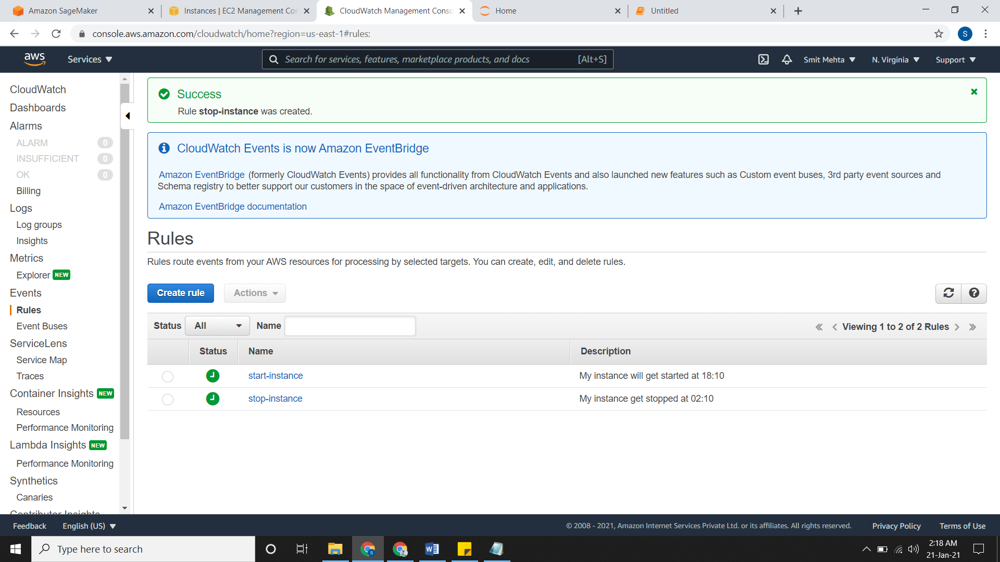 Amazon SageMaker
Instances | EC2 Management Con
CloudWatch Management Conso
Home
Untitled
console.aws.amazon.com/cloudwatch/home?region=us-east-1#rules:
S
aws
Services
Search for services, features, marketplace products, and docs [Alt+S]
Smit Mehta
N. Virginia
Support
CloudWatch
Dashboards
Alarms
ALARM 0
INSUFFICIENT 0
OK 0
Billing
Logs
Log groups
Insights
Metrics
Explorer NEW
Events
Rules
Event Buses
ServiceLens
Service Map
Traces
Container Insights NEW
Resources
Performance Monitoring
Lambda Insights NEW
Performance Monitoring
Synthetics
Canaries
Contributor Insights
Success
Rule stop-instance was created.
CloudWatch Events is now Amazon EventBridge
Amazon EventBridge (formerly CloudWatch Events) provides all functionality from CloudWatch Events and also launched new features such as Custom event buses, 3rd party event sources and
Schema registry to better support our customers in the space of event-driven architecture and applications.
Amazon EventBridge documentation
Rules
Rules route events from your AWS resources for processing by selected targets. You can create, edit, and delete rules.
Create rule
Actions
Status All Name
Viewing 1 to 2 of 2 Rules
Status Name Description
start-instance My instance will get started at 18:10
stop-instance My instance get stopped at 02:10
Feedback
English (US)
© 2008 - 2021, Amazon Internet Services Private Ltd. or its affiliates. All rights reserved.
Privacy Policy
Terms of Use
Type here to search
2:18 AM
21-Jan-21